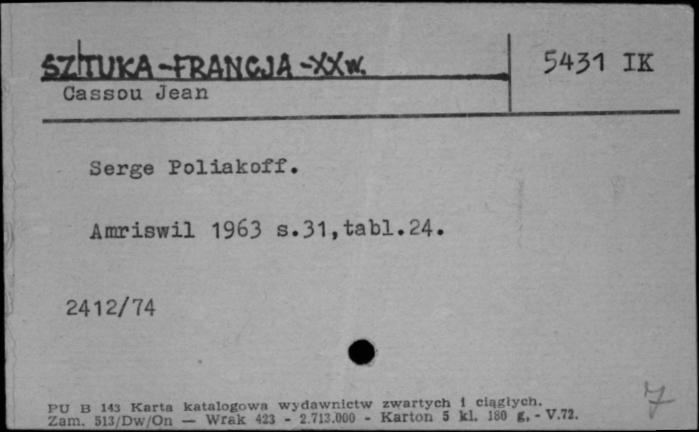 SZTUKA-FRANCJA-XXw.
5431 IK
Cassou Jean
Serge Poliakoff.
Amriswil 1963 s.31,tabl.24.
2412/74
7
PU B 143 Karta katalogowa wydawnictw zwartych i ciągłych.
Zam. 513/Dw/On — Wrak 423 - 2.713.000 - Karton 5 kl. 180 g. - V.72.